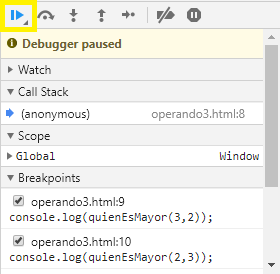 Debugger paused
Watch
Call Stack
(anonymous) operando3.html:8
Scope
Global Window
Breakpoints
operando3.html:9
console.log(quienEsMayor(3,2));
operando3.html:10
console.log(quienEsMayor(2,3));